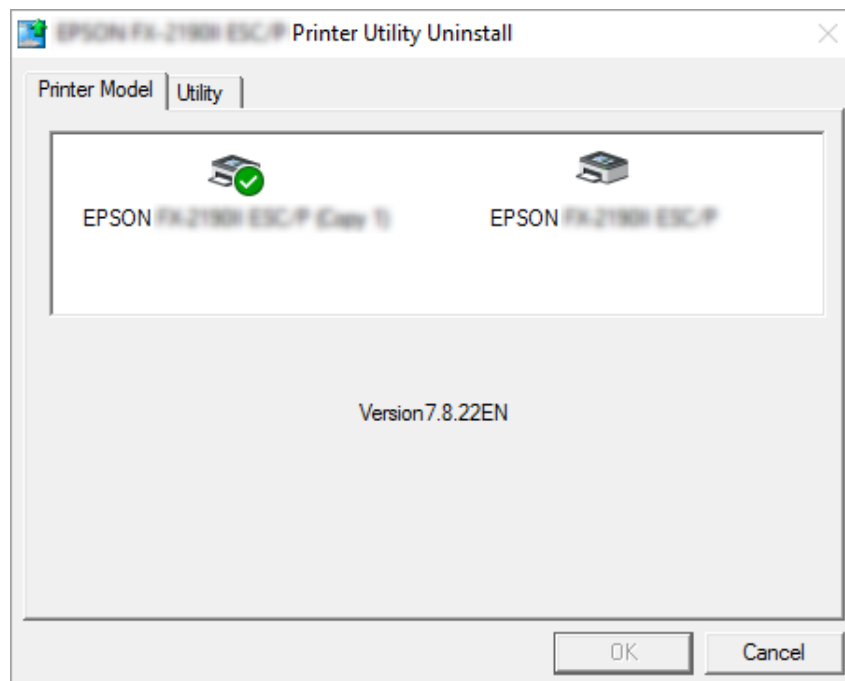 Printer Utility Uninstall
Printer Model
Utility
EPSON
EPSON
Version7.8.22EN
OK
Cancel